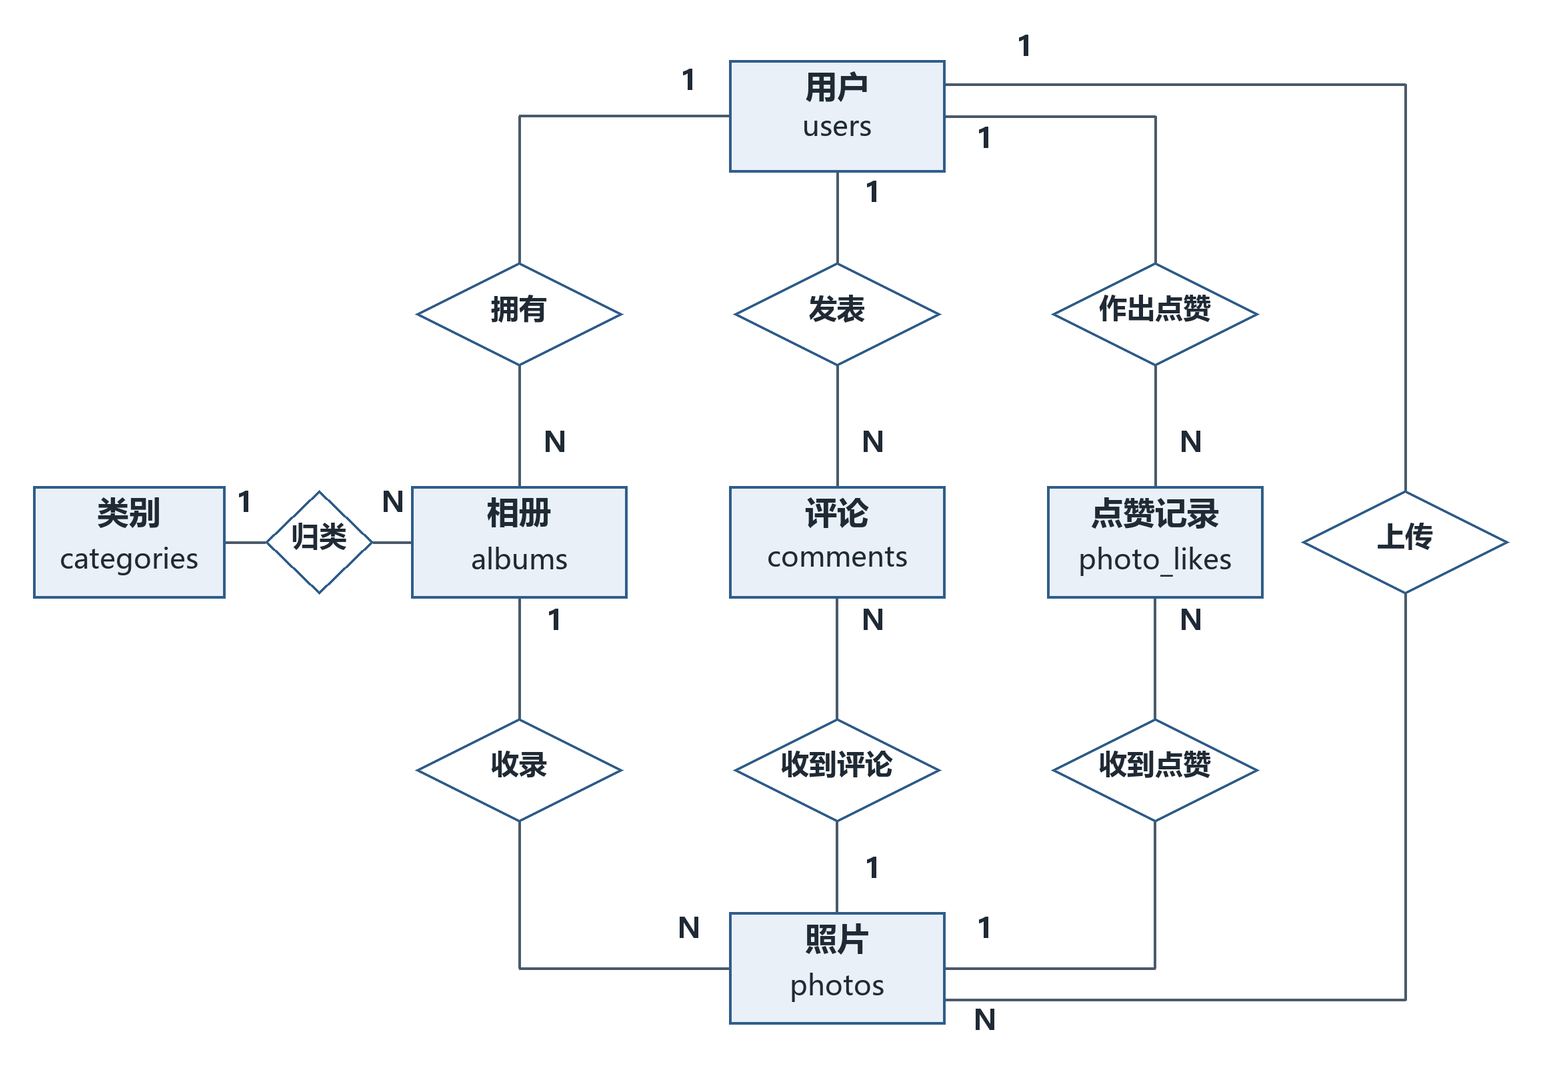 1
1
用户
users
1
1
拥有
发表
作出点赞
N
N
N
类别
categories
1
归类
N
相册
albums
评论
comments
点赞记录
photo_likes
上传
1
N
N
收录
收到评论
收到点赞
1
N
照片
photos
1
N